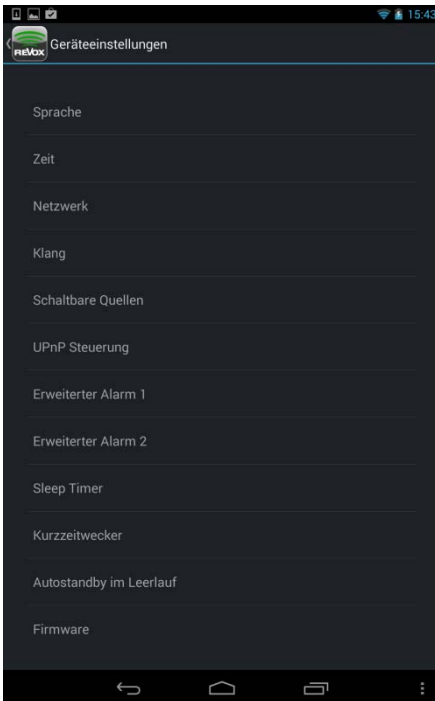 15:43
REVOX
Geräteeinstellungen
Sprache
Zeit
Netzwerk
Klang
Schaltbare Quellen
UPnP Steuerung
Erweiterter Alarm 1
Erweiterter Alarm 2
Sleep Timer
Kurzzeitwecker
Autostandby im Leerlauf
Firmware